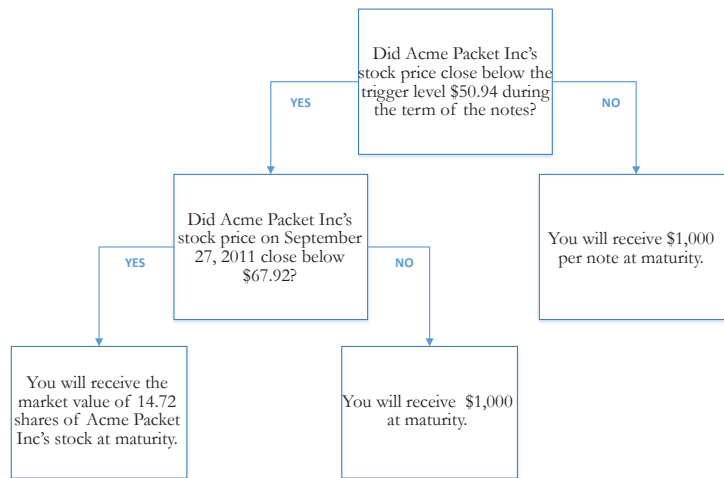 Did Acme Packet Inc's
stock price close below the
trigger level $50.94 during
the term of the notes?
YES
NO
Did Acme Packet Inc's
stock price on September
27, 2011 close below
$67.92?
You will receive $1,000
per note at maturity.
YES
NO
You will receive the
market value of 14.72
shares of Acme Packet
Inc's stock at maturity.
You will receive $1,000
at maturity.